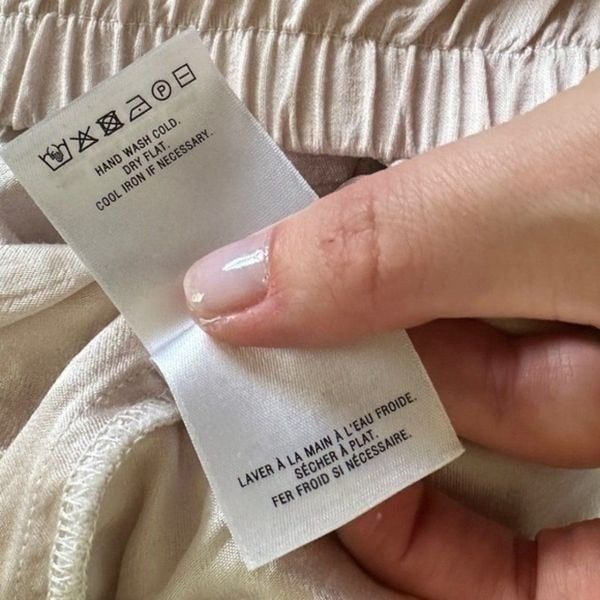 HAND WASH COLD.
DRY FLAT.
COOL IRON IF NECESSARY.
LAVER À LA MAIN À L'EAU FROIDE.
SÉCHER À PLAT.
FER FROID SI NÉCESSAIRE.